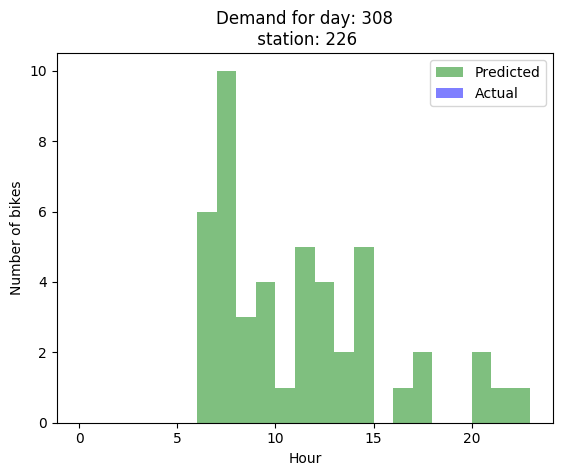 Demand for day: 308
station: 226
Predicted
Actual
Number of bikes
10
8
6
4
2
0
0
5
10
15
20
Hour